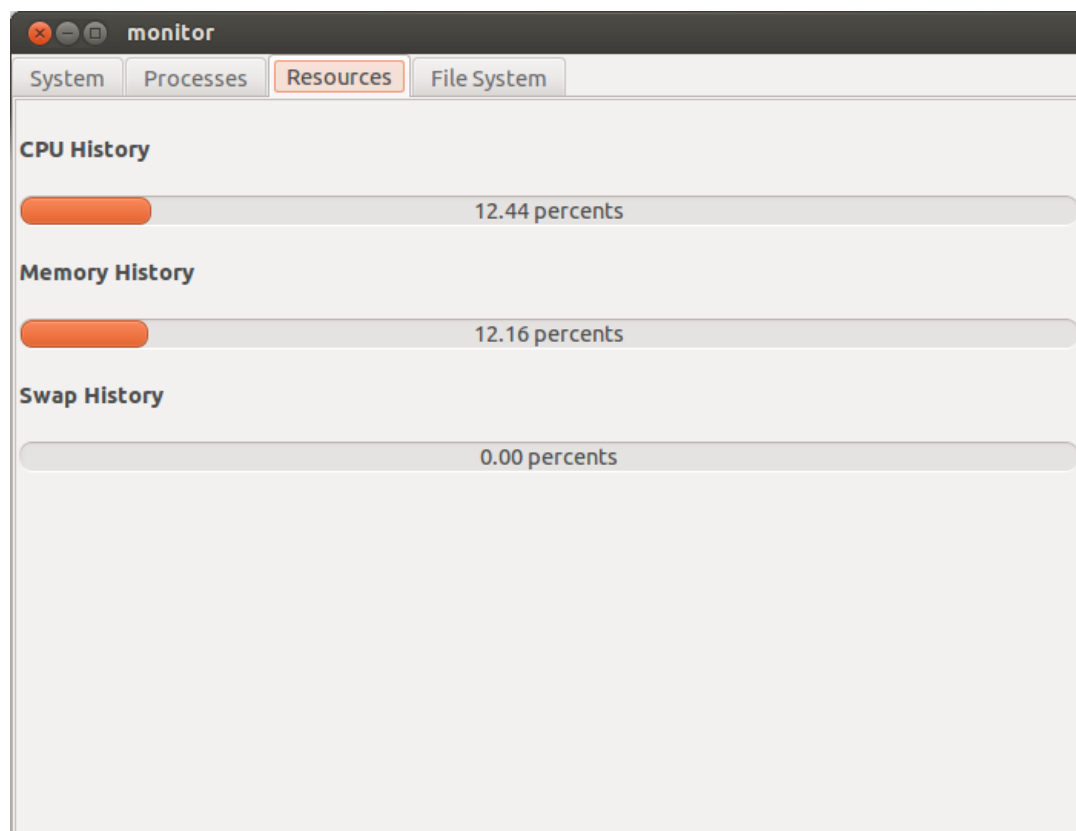 monitor
System Processes Resources File System
CPU History
12.44 percents
Memory History
12.16 percents
Swap History
0.00 percents